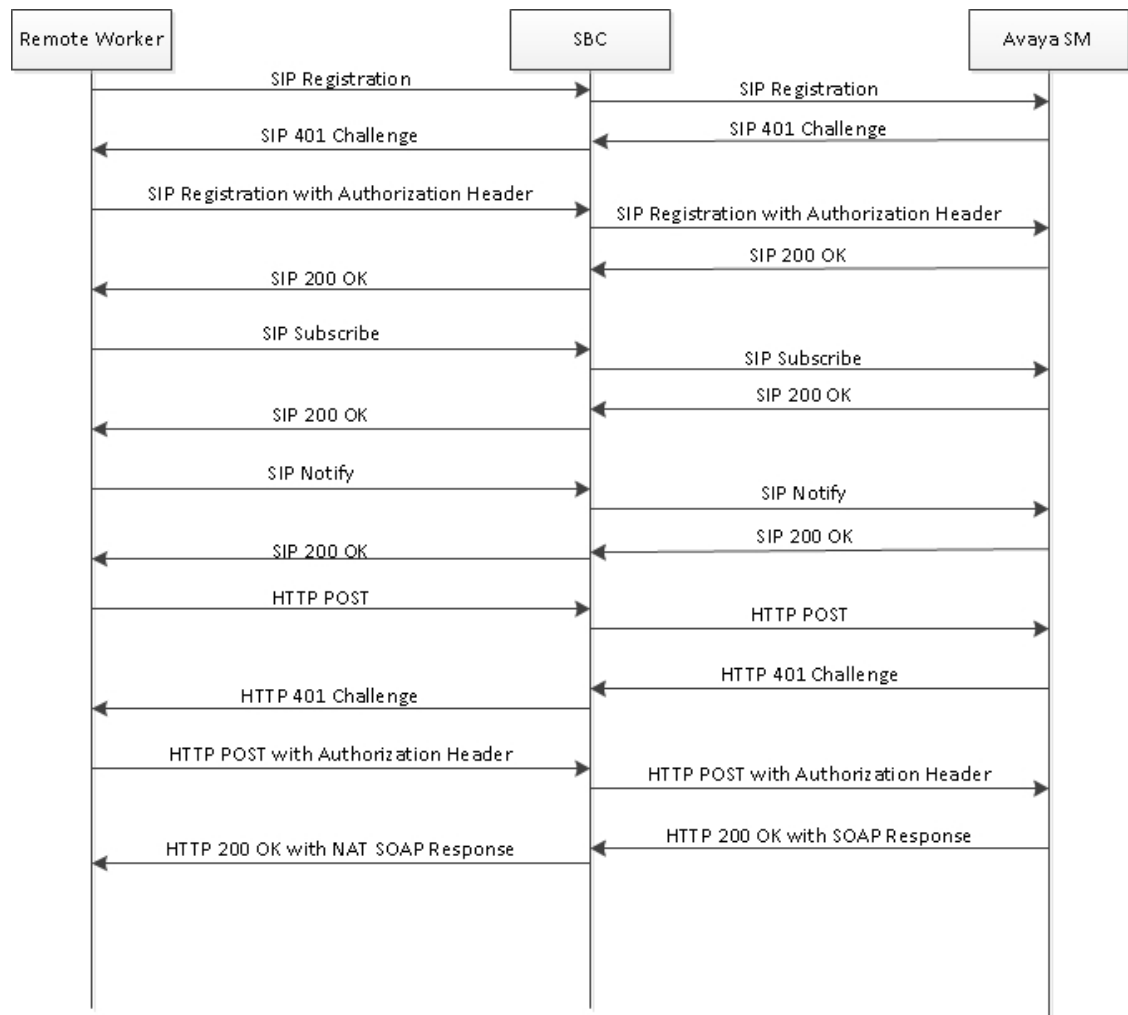 Remote Worker
SBC
Avaya SM
SIP Registration
SIP Registration
SIP 401 Challenge
SIP 401 Challenge
SIP Registration with Authorization Header
SIP Registration with Authorization Header
SIP 200 OK
SIP 200 OK
SIP Subscribe
SIP Subscribe
SIP 200 OK
SIP 200 OK
SIP Notify
SIP Notify
SIP 200 OK
SIP 200 OK
HTTP POST
HTTP POST
HTTP 401 Challenge
HTTP 401 Challenge
HTTP POST with Authorization Header
HTTP POST with Authorization Header
HTTP 200 OK with SOAP Response
HTTP 200 OK with NAT SOAP Response